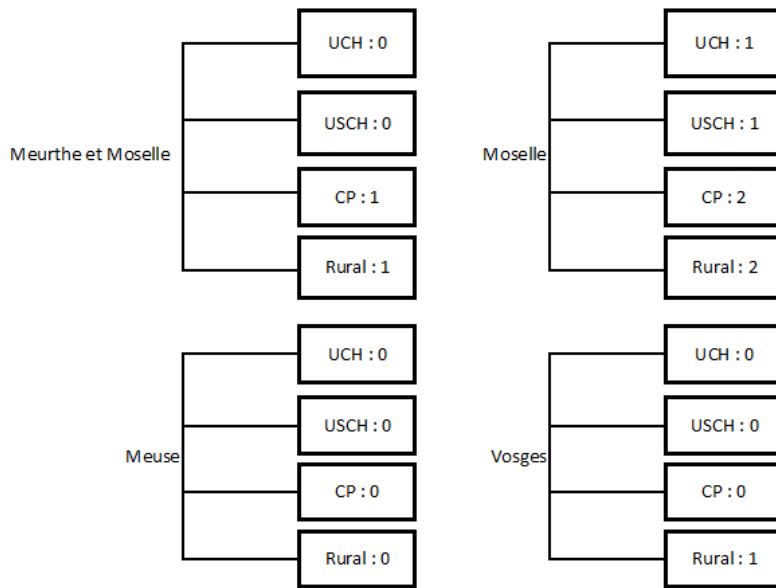 Meurthe et Moselle
UCH : 0
USCH : 0
CP : 1
Rural : 1
Moselle
UCH : 1
USCH : 1
CP : 2
Rural : 2
Meuse
UCH : 0
USCH : 0
CP : 0
Rural : 0
Vosges
UCH : 0
USCH : 0
CP : 0
Rural : 1